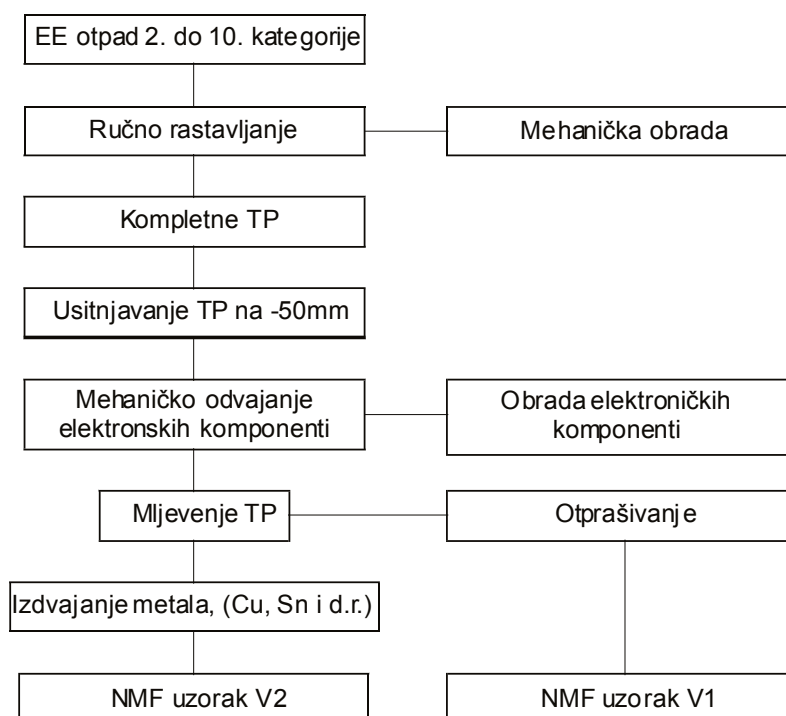 EE otpad 2. do 10. kategorije
Ručno rastavljanje
Mehanička obrada
Kompletne TP
Usitnjavanje TP na -50mm
Mehaničko odvajanje
elektronskih komponenti
Obrada elektroničkih
komponenti
Mljevenje TP
Otprašivanje
Izdvajanje metala, (Cu, Sn i d.r.)
NMF uzorak V2
NMF uzorak V1